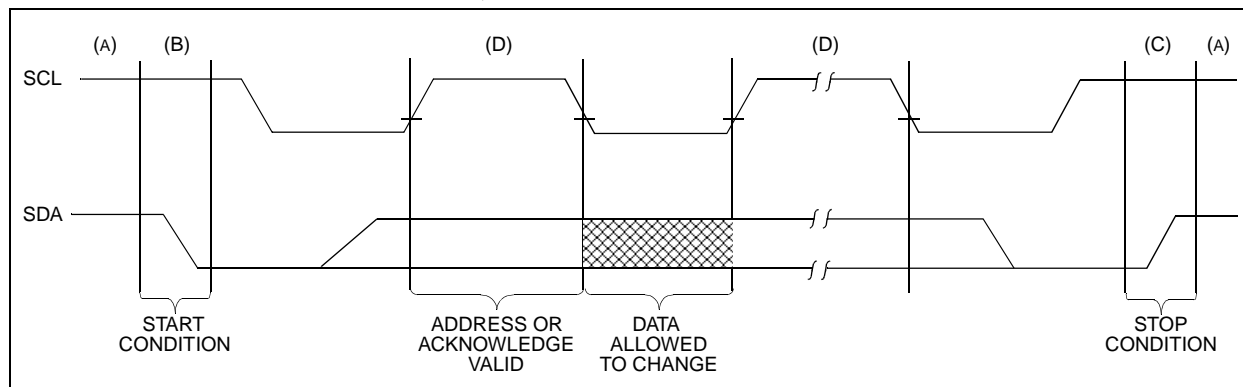 (A) (B) (D) (D) (C) (A)
SCL
SDA
START
CONDITION
ADDRESS OR
ACKNOWLEDGE
VALID
DATA
ALLOWED
TO CHANGE
STOP
CONDITION